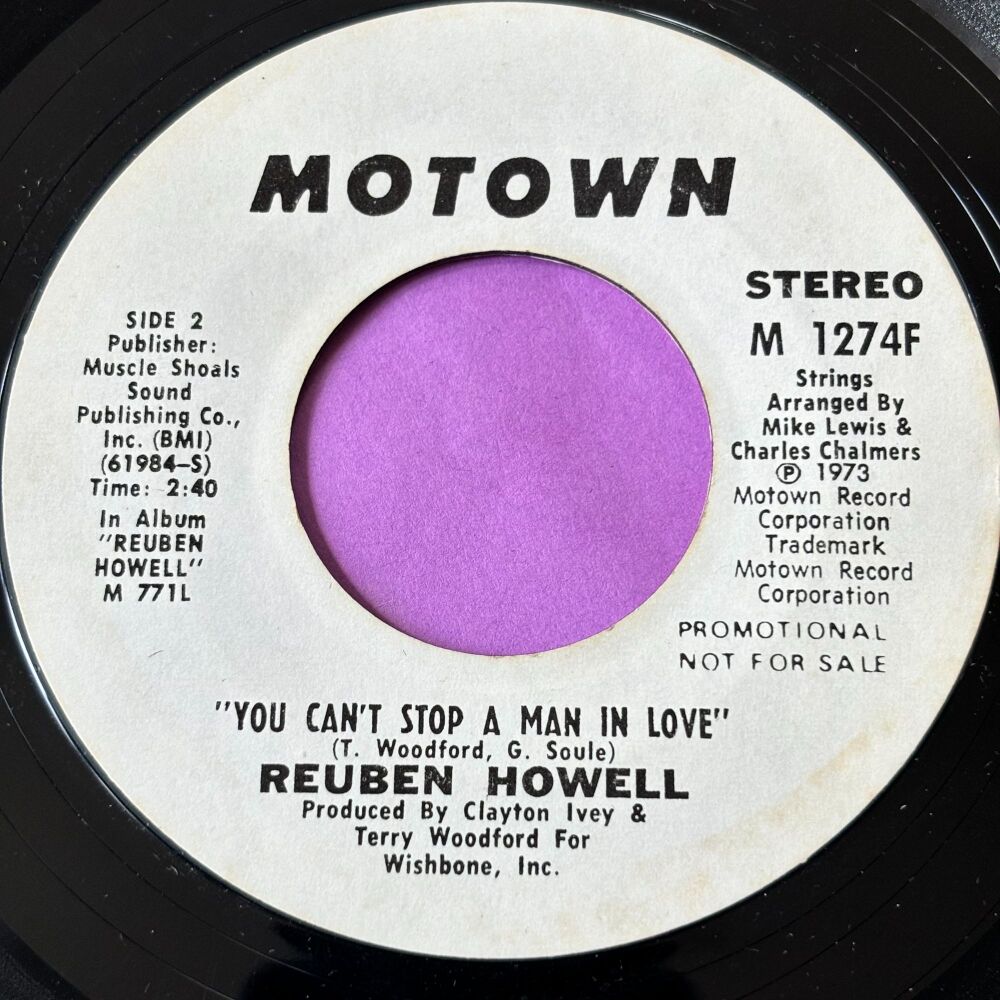 MOTOWN
SIDE 2
Publisher:
Muscle Shoals
Sound
Publishing Co.,
Inc. (BMI)
(61984-S)
Time: 2:40
In Album
"REUBEN
HOWELL"
M 771L
STEREO
M 1274F
Strings
Arranged By
Mike Lewis &
Charles Chalmers
℗ 1973
Motown Record
Corporation
Trademark
Motown Record
Corporation
PROMOTIONAL
NOT FOR SALE
"YOU CAN'T STOP A MAN IN LOVE"
(T. Woodford, G. Soule)
REUBEN HOWELL
Produced By Clayton Ivey &
Terry Woodford For
Wishbone, Inc.